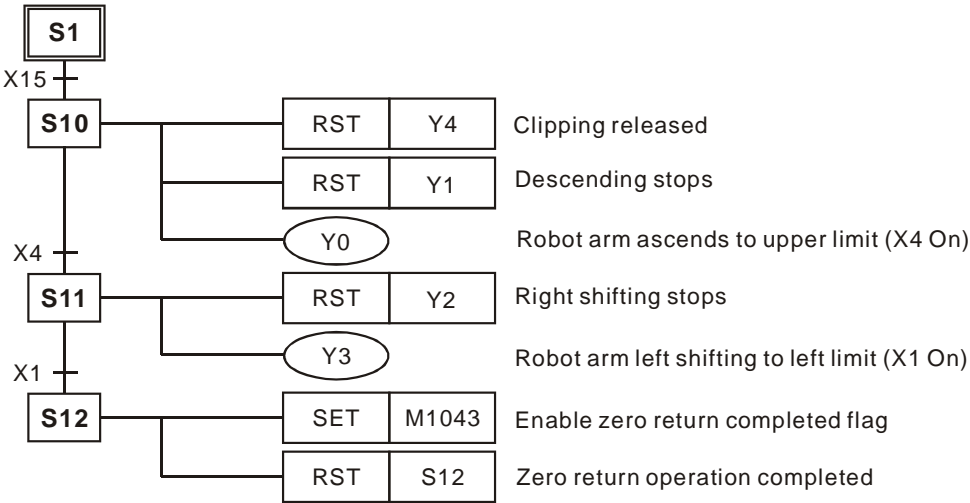 S1
X15
S10 RST Y4 Clipping released
RST Y1 Descending stops
Y0 Robot arm ascends to upper limit (X4 On)
X4
S11 RST Y2 Right shifting stops
Y3 Robot arm left shifting to left limit (X1 On)
X1
S12 SET M1043 Enable zero return completed flag
RST S12 Zero return operation completed